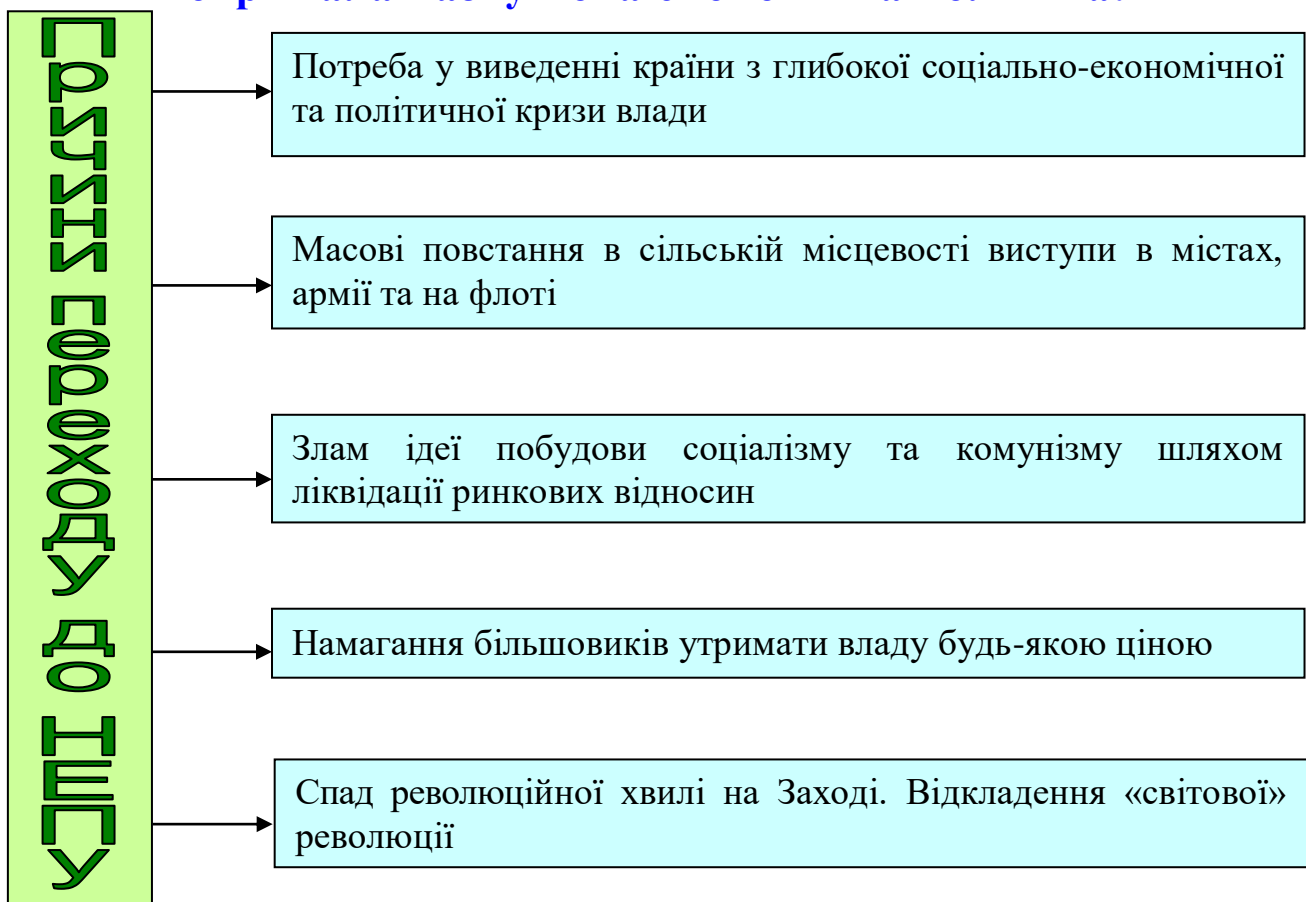 Причини переходу до НЕПУ
Потреба у виведенні країни з глибокої соціально-економічної
та політичної кризи влади
Масові повстання в сільській місцевості виступи в містах,
армії та на флоті
Злам ідеї побудови соціалізму та комунізму шляхом
ліквідації ринкових відносин
Намагання більшовиків утримати владу будь-якою ціною
Спад революційної хвилі на Заході. Відкладення «світової»
революції